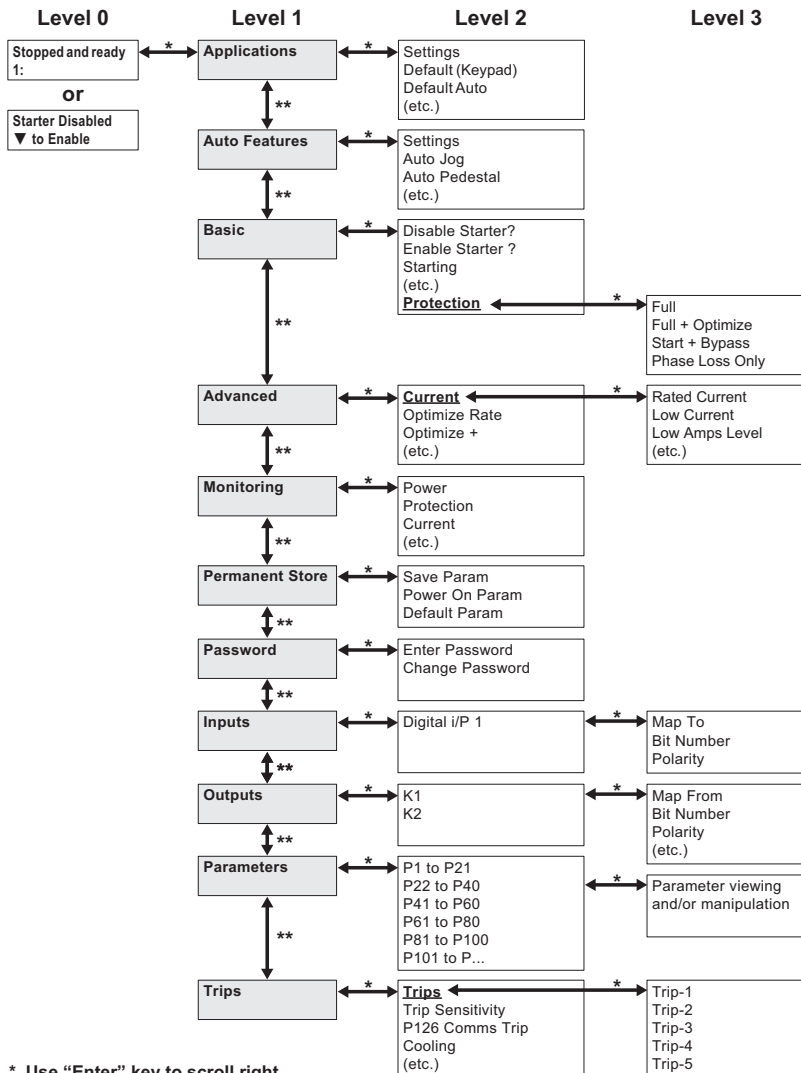 Level 0
Level 1
Level 2
Level 3
Stopped and ready
1:
or
Starter Disabled
▼ to Enable
*
Applications
*
Settings
Default (Keypad)
Default Auto
(etc.)
**
Auto Features
*
Settings
Auto Jog
Auto Pedestal
(etc.)
**
Basic
*
Disable Starter?
Enable Starter ?
Starting
(etc.)
Protection
*
Full
Full + Optimize
Start + Bypass
Phase Loss Only
**
Advanced
*
Current
Optimize Rate
Optimize +
(etc.)
*
Rated Current
Low Current
Low Amps Level
(etc.)
**
Monitoring
*
Power
Protection
Current
(etc.)
**
Permanent Store
*
Save Param
Power On Param
Default Param
**
Password
*
Enter Password
Change Password
**
Inputs
*
Digital i/P 1
*
Map To
Bit Number
Polarity
**
Outputs
*
K1
K2
*
Map From
Bit Number
Polarity
(etc.)
**
Parameters
*
P1 to P21
P22 to P40
P41 to P60
P61 to P80
P81 to P100
P101 to P...
*
Parameter viewing
and/or manipulation
**
Trips
*
Trips
Trip Sensitivity
P126 Comms Trip
Cooling
(etc.)
*
Trip-1
Trip-2
Trip-3
Trip-4
Trip-5
* Use “Enter” key to scroll right